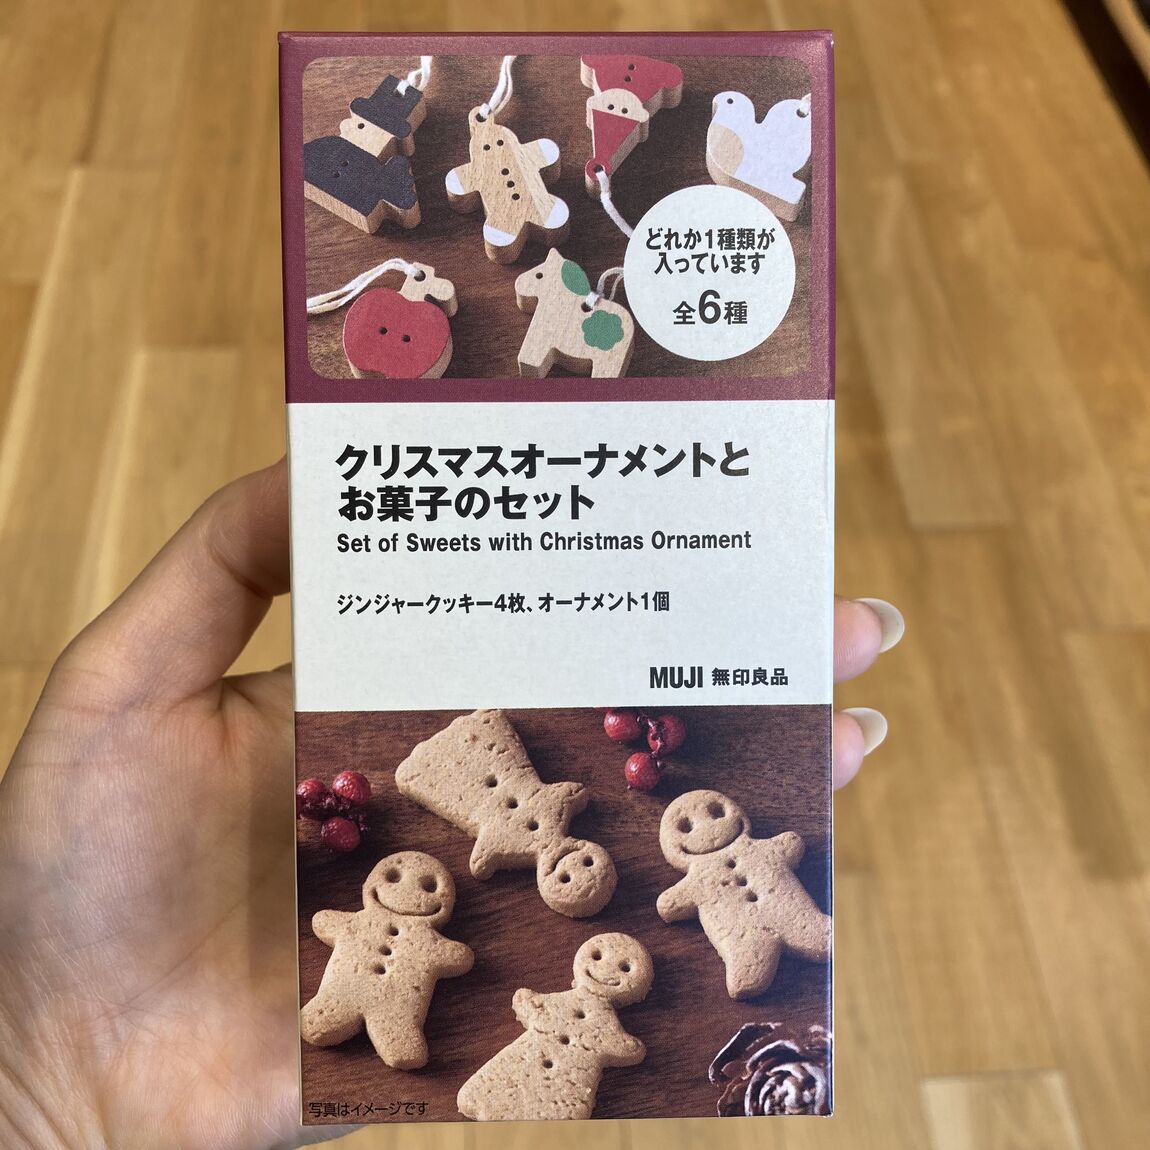 どれか1種類が
入っています
全6種
クリスマスオーナメントと
お菓子のセット
Set of Sweets with Christmas Ornament
ジンジャークッキー4枚、オーナメント1個
MUJI 無印良品
写真はイメージです